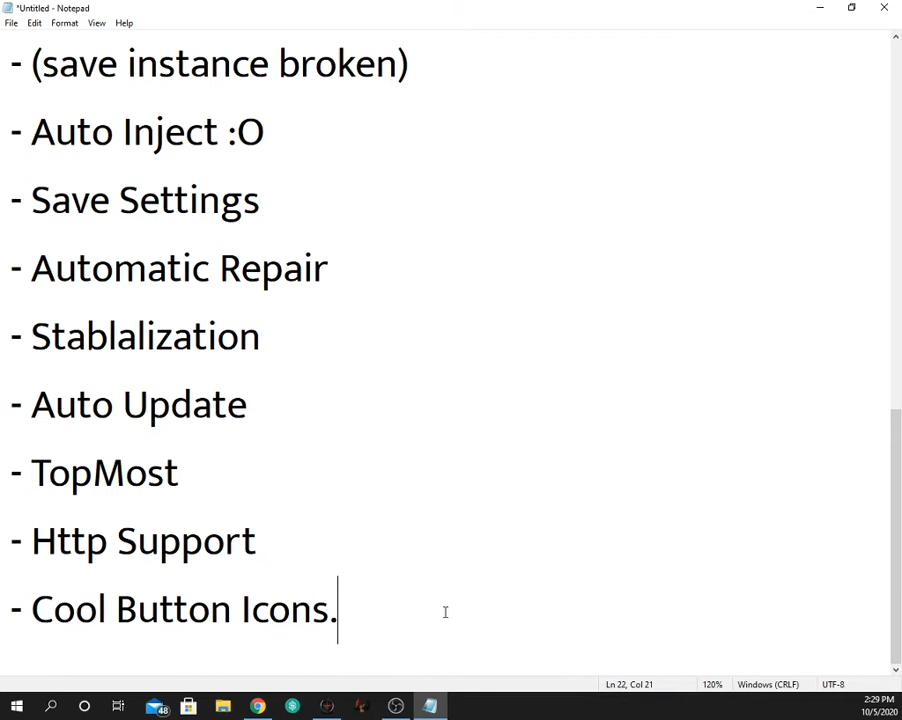 *Untitled - Notepad
File Edit Format View Help
- (save instance broken)
- Auto Inject :O
- Save Settings
- Automatic Repair
- Stablalization
- Auto Update
- TopMost
- Http Support
- Cool Button Icons.
Ln 22, Col 21 120% Windows (CRLF) UTF-8
48
2:29 PM
10/5/2020